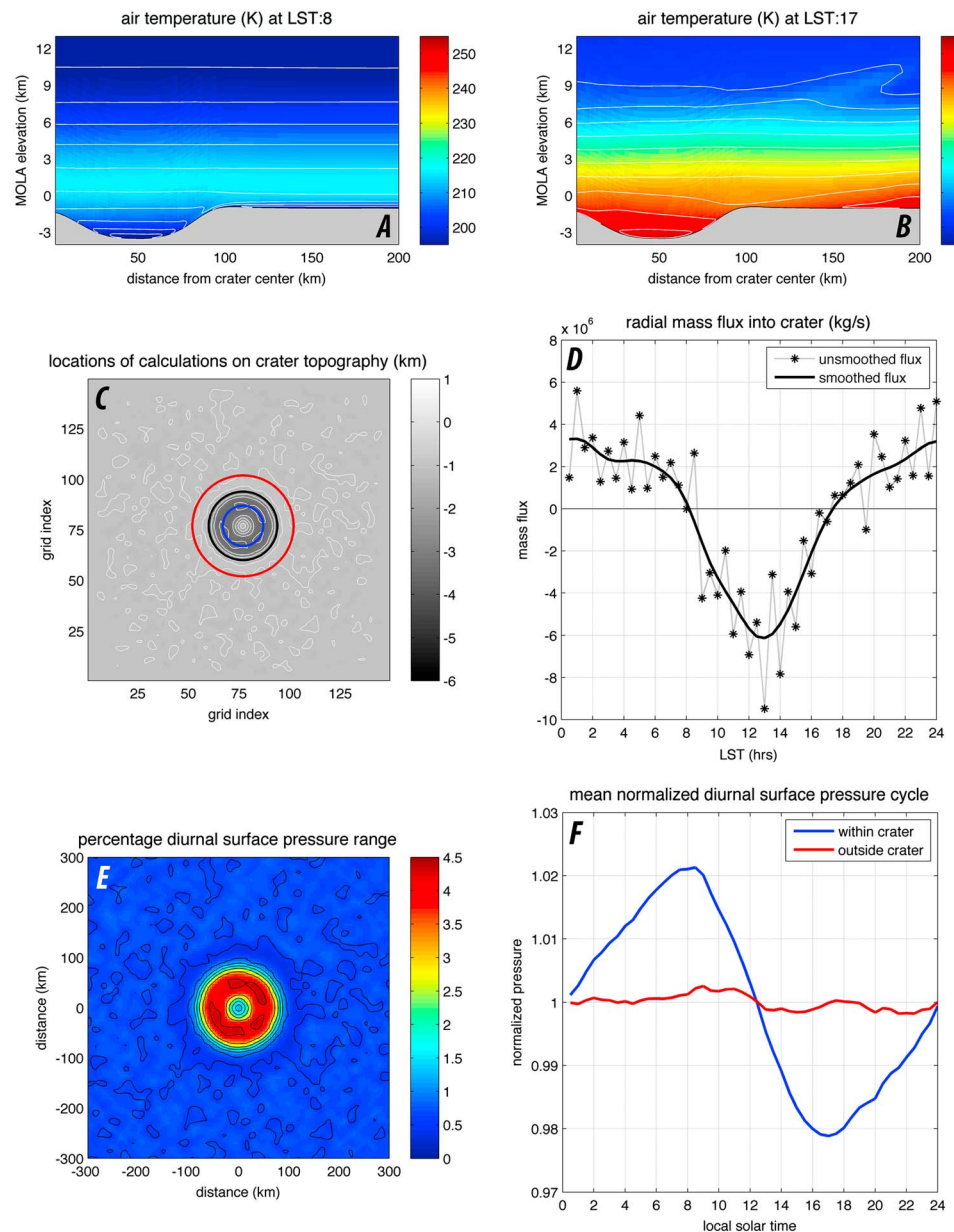 air temperature (K) at LST:8
MOLA elevation (km)
12
9
6
3
0
-3
50
100
150
200
distance from crater center (km)
A
250
245
240
235
230
225
220
215
210
205
200
195
air temperature (K) at LST:17
MOLA elevation (km)
12
9
6
3
0
-3
50
100
150
200
distance from crater center (km)
B
locations of calculations on crater topography (km)
C
grid index
145
125
100
75
50
25
25
50
75
100
125
grid index
1
0
-1
-2
-3
-4
-5
-6
radial mass flux into crater (kg/s)
x 10^6
D
unsmoothed flux
smoothed flux
mass flux
8
6
4
2
0
-2
-4
-6
-8
-10
0 2 4 6 8 10 12 14 16 18 20 22 24
LST (hrs)
percentage diurnal surface pressure range
E
distance (km)
300
200
100
0
-100
-200
-300
-300 -200 -100 0 100 200 300
distance (km)
4.5
4
3.5
3
2.5
2
1.5
1
0.5
0
mean normalized diurnal surface pressure cycle
F
within crater
outside crater
normalized pressure
1.03
1.02
1.01
1
0.99
0.98
0.97
0 2 4 6 8 10 12 14 16 18 20 22 24
local solar time